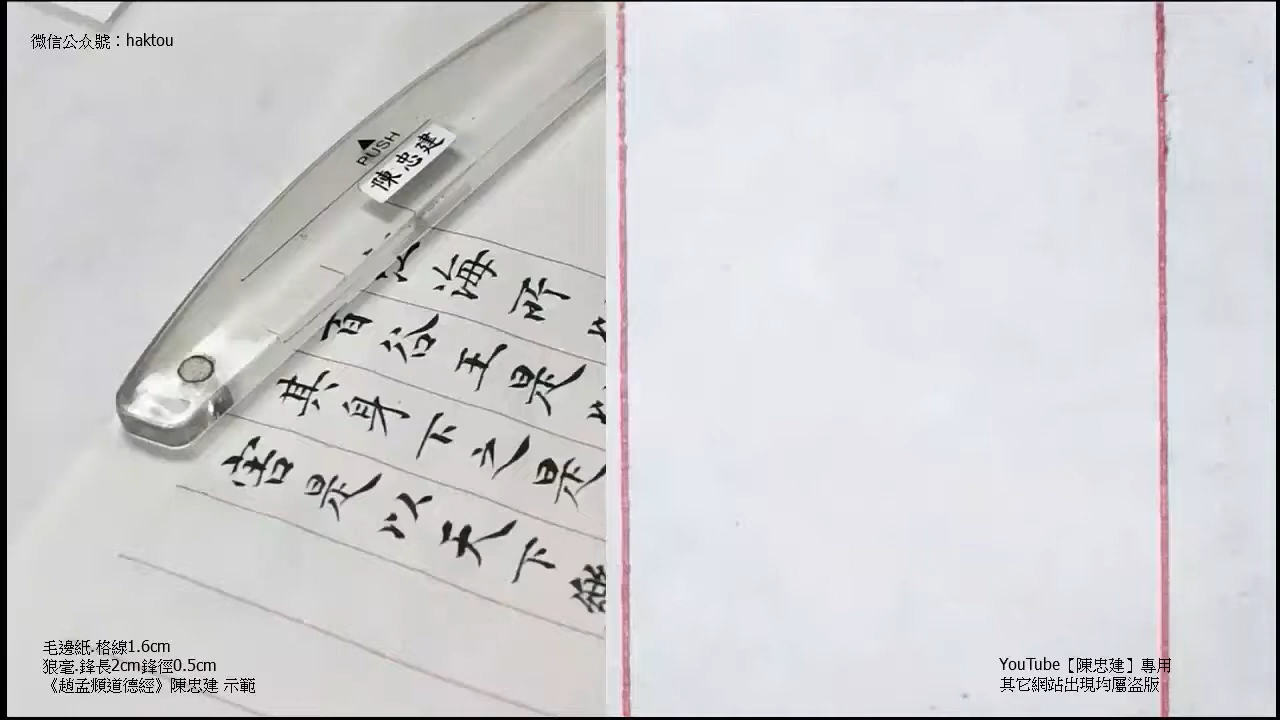 微信公众號：haktou
PUSH
陳忠建
江海所以
百谷王是以
其身下之是
害是以天下
毛邊紙.格線1.6cm
狼毫.鋒長2cm鋒徑0.5cm
《趙孟順道德經》陳忠建 示範
YouTube［陳忠建］專用
其它網站出現均屬盜版